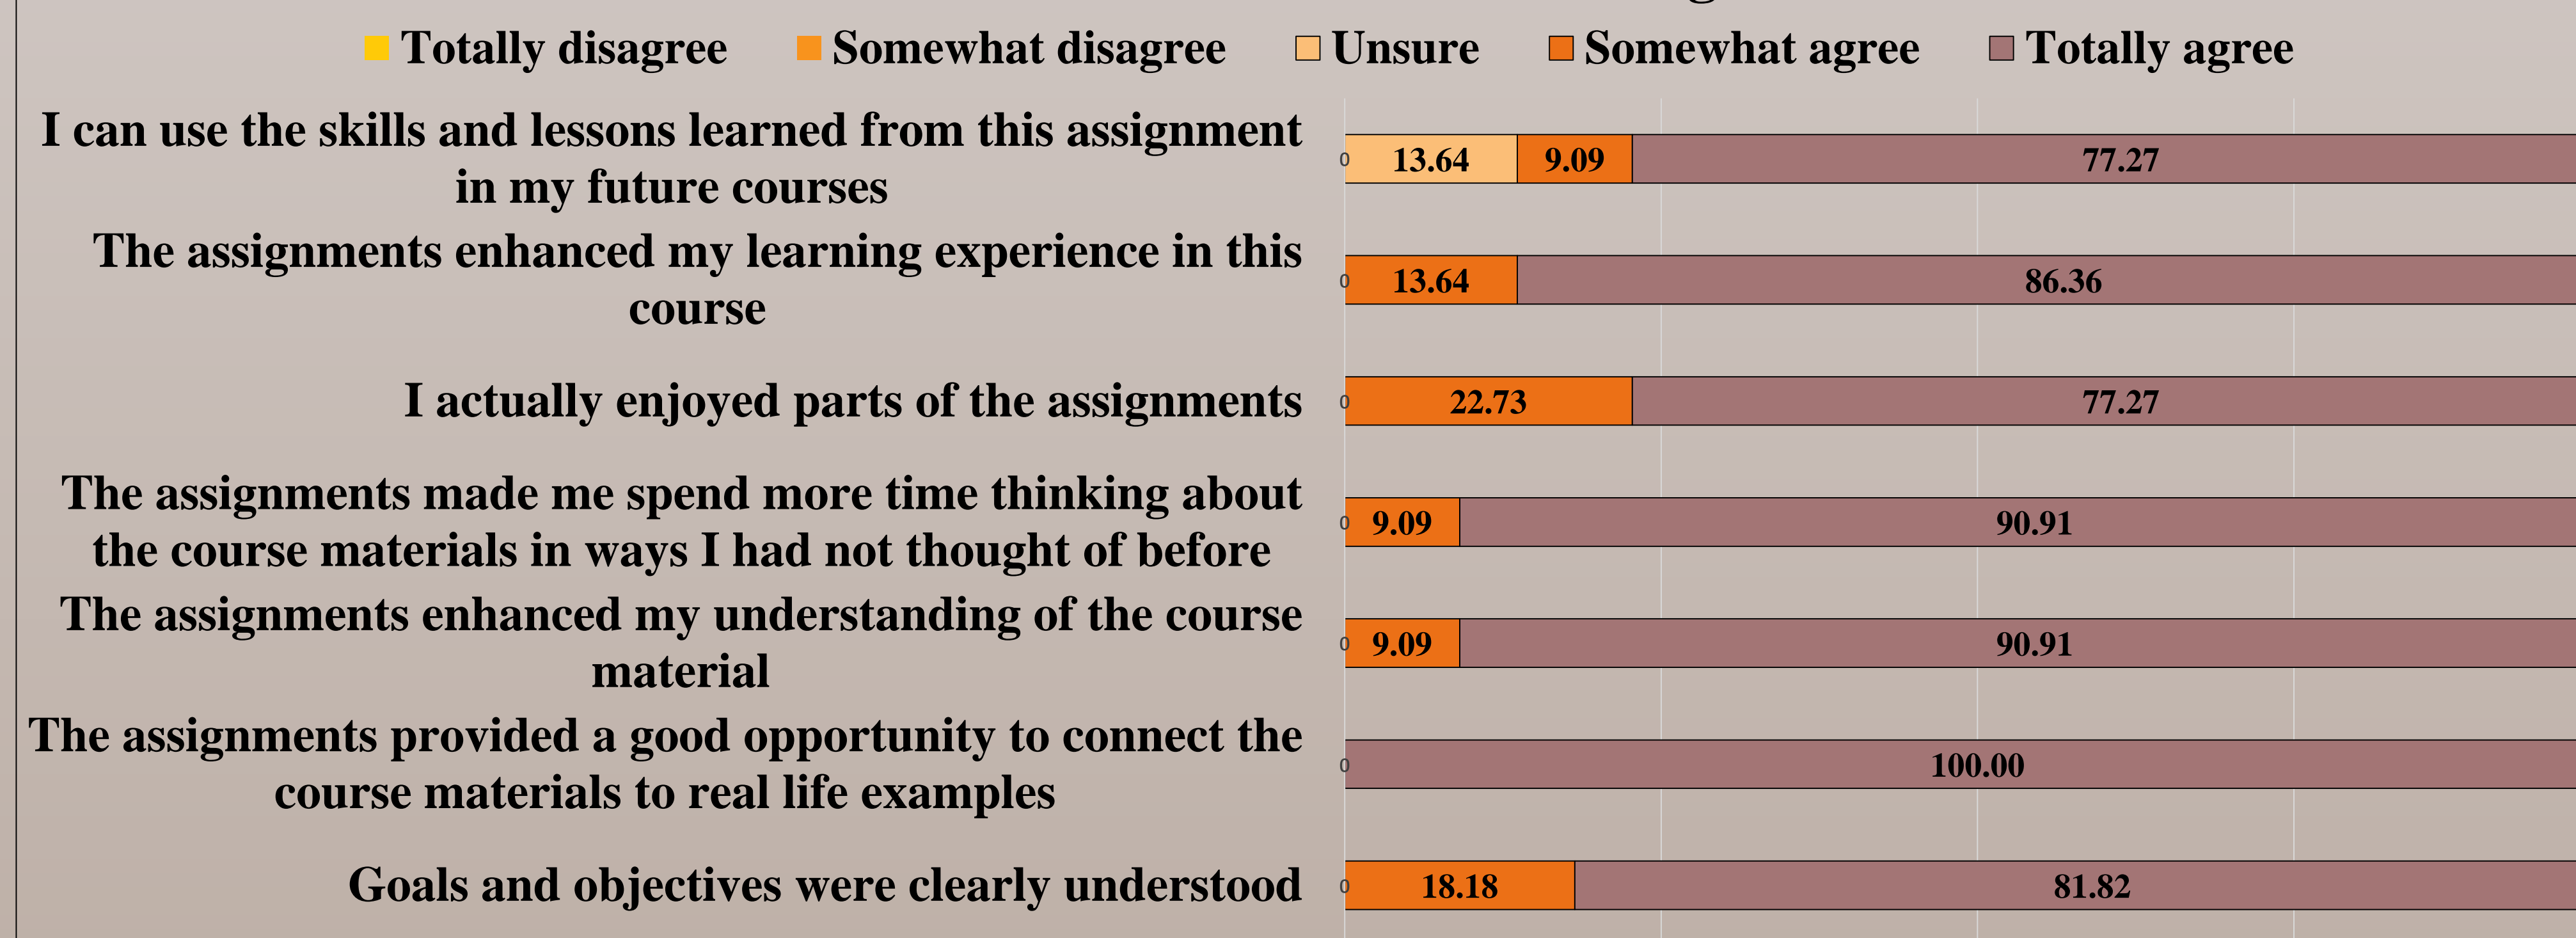 Totally disagree Somewhat disagree Unsure Somewhat agree Totally agree
I can use the skills and lessons learned from this assignment
in my future courses
0 13.64 9.09 77.27
The assignments enhanced my learning experience in this
course
0 13.64 86.36
I actually enjoyed parts of the assignments
0 22.73 77.27
The assignments made me spend more time thinking about
the course materials in ways I had not thought of before
0 9.09 90.91
The assignments enhanced my understanding of the course
material
0 9.09 90.91
The assignments provided a good opportunity to connect the
course materials to real life examples
0 100.00
Goals and objectives were clearly understood
0 18.18 81.82